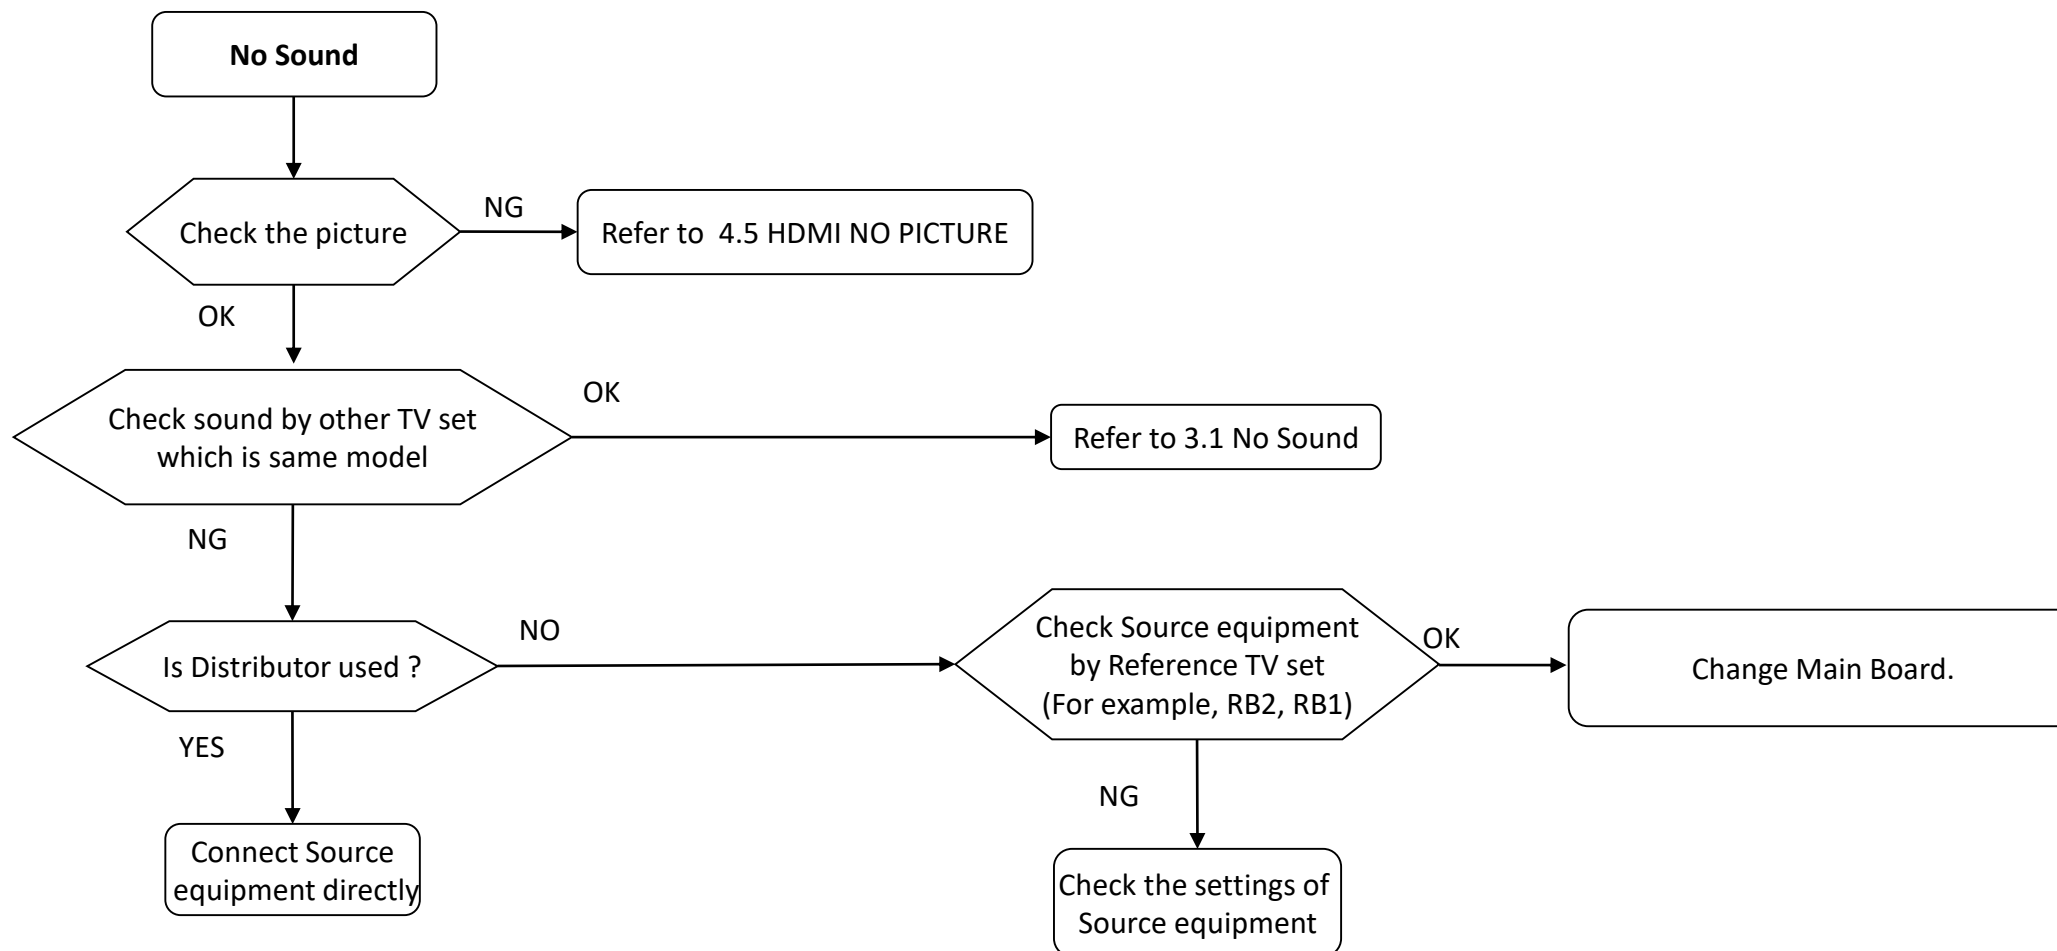 No Sound
NG
Check the picture
Refer to 4.5 HDMI NO PICTURE
OK
OK
Check sound by other TV set
which is same model
Refer to 3.1 No Sound
NG
NO
Is Distributor used ?
Check Source equipment
by Reference TV set
(For example, RB2, RB1)
OK
Change Main Board.
YES
NG
Connect Source
equipment directly
Check the settings of
Source equipment